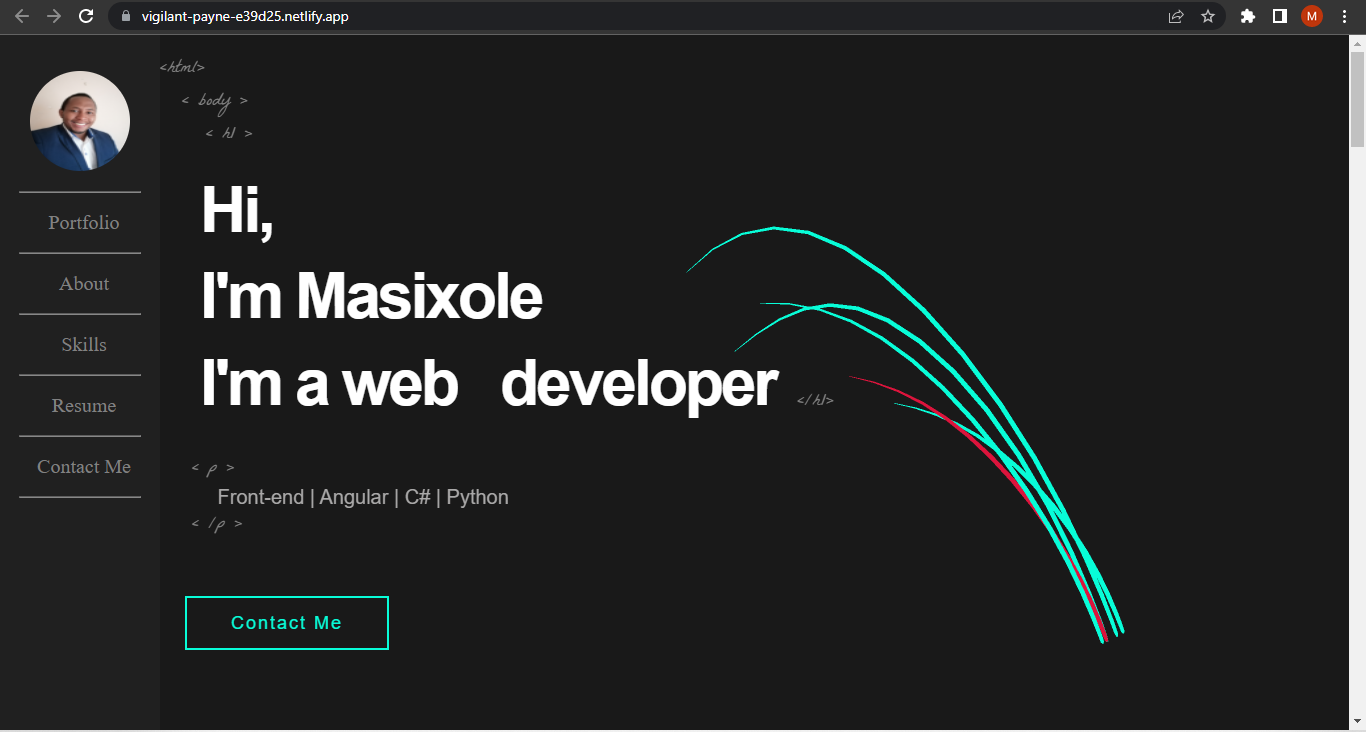 vigilant-payne-e39d25.netlify.app
M
Portfolio
About
Skills
Resume
Contact Me
<html>
< body >
< h1 >
Hi,
I'm Masixole
I'm a web developer
</h1>
< p >
Front-end | Angular | C# | Python
< /p >
Contact Me